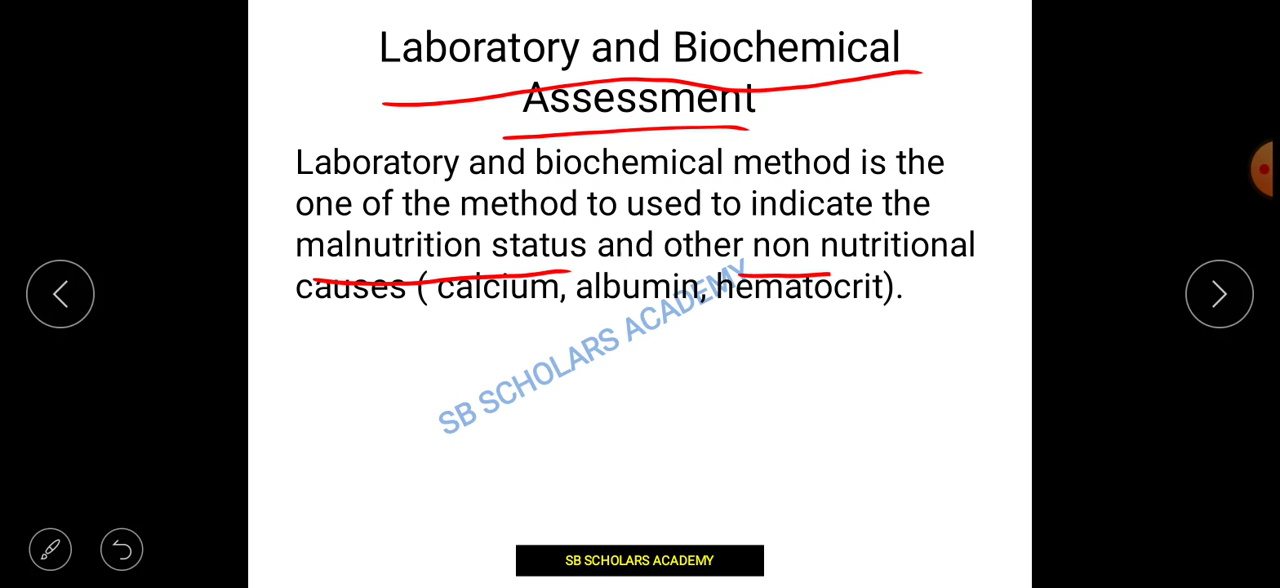 Laboratory and Biochemical
Assessment
Laboratory and biochemical method is the
one of the method to used to indicate the
malnutrition status and other non nutritional
causes ( calcium, albumin, hematocrit).
SB SCHOLARS ACADEMY
SB SCHOLARS ACADEMY